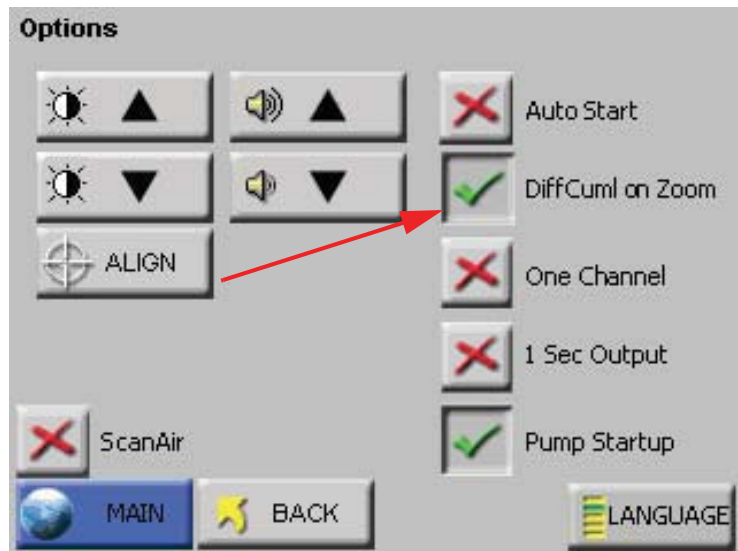 Options
Auto Start
DiffCuml on Zoom
ALIGN
One Channel
1 Sec Output
ScanAir
Pump Startup
MAIN
BACK
LANGUAGE